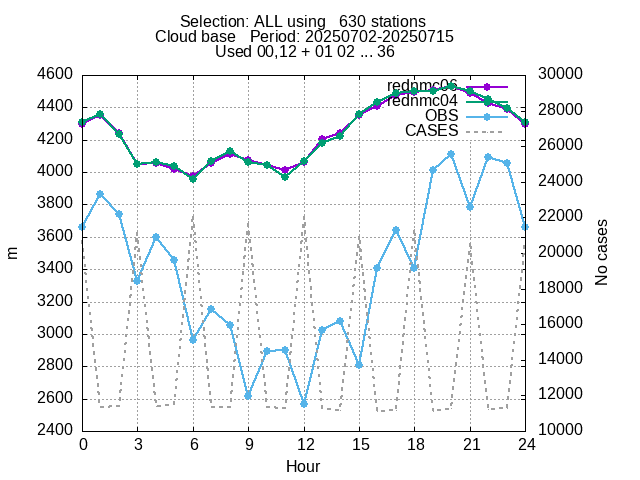 Selection: ALL using   630 stations
Cloud base   Period: 20250702-20250715
Used 00,12 + 01 02 ... 36
4600
4400
4200
4000
3800
3600
3400
3200
3000
2800
2600
2400
30000
28000
26000
24000
22000
20000
18000
16000
14000
12000
10000
rednmc06
rednmc04
OBS
CASES
m
No cases
0 3 6 9 12 15 18 21 24
Hour